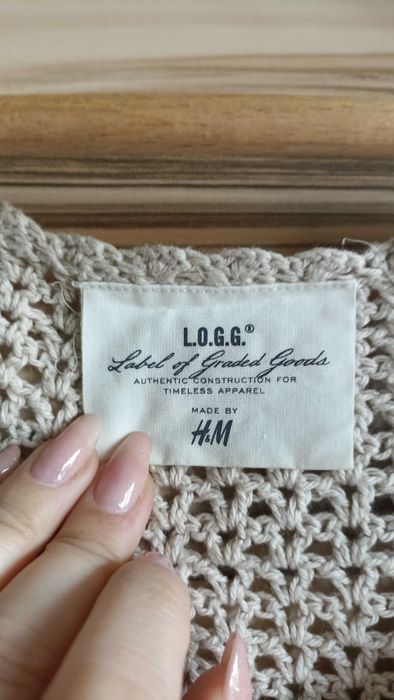 L.O.G.G.®
Label of Graded Goods
AUTHENTIC CONSTRUCTION FOR
TIMELESS APPAREL
MADE BY
H&M